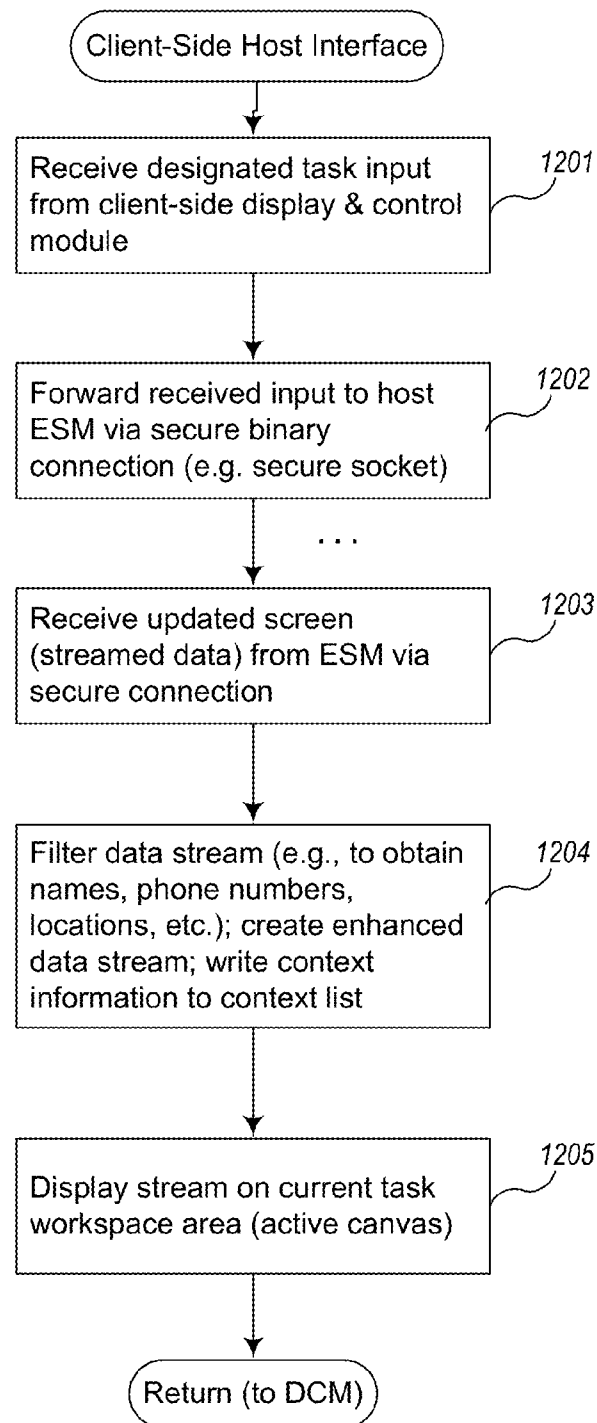 Client-Side Host Interface
Receive designated task input
from client-side display & control
module
1201
Forward received input to host
ESM via secure binary
connection (e.g. secure socket)
1202
. . .
Receive updated screen
(streamed data) from ESM via
secure connection
1203
Filter data stream (e.g., to obtain
names, phone numbers,
locations, etc.); create enhanced
data stream; write context
information to context list
1204
Display stream on current task
workspace area (active canvas)
1205
Return (to DCM)